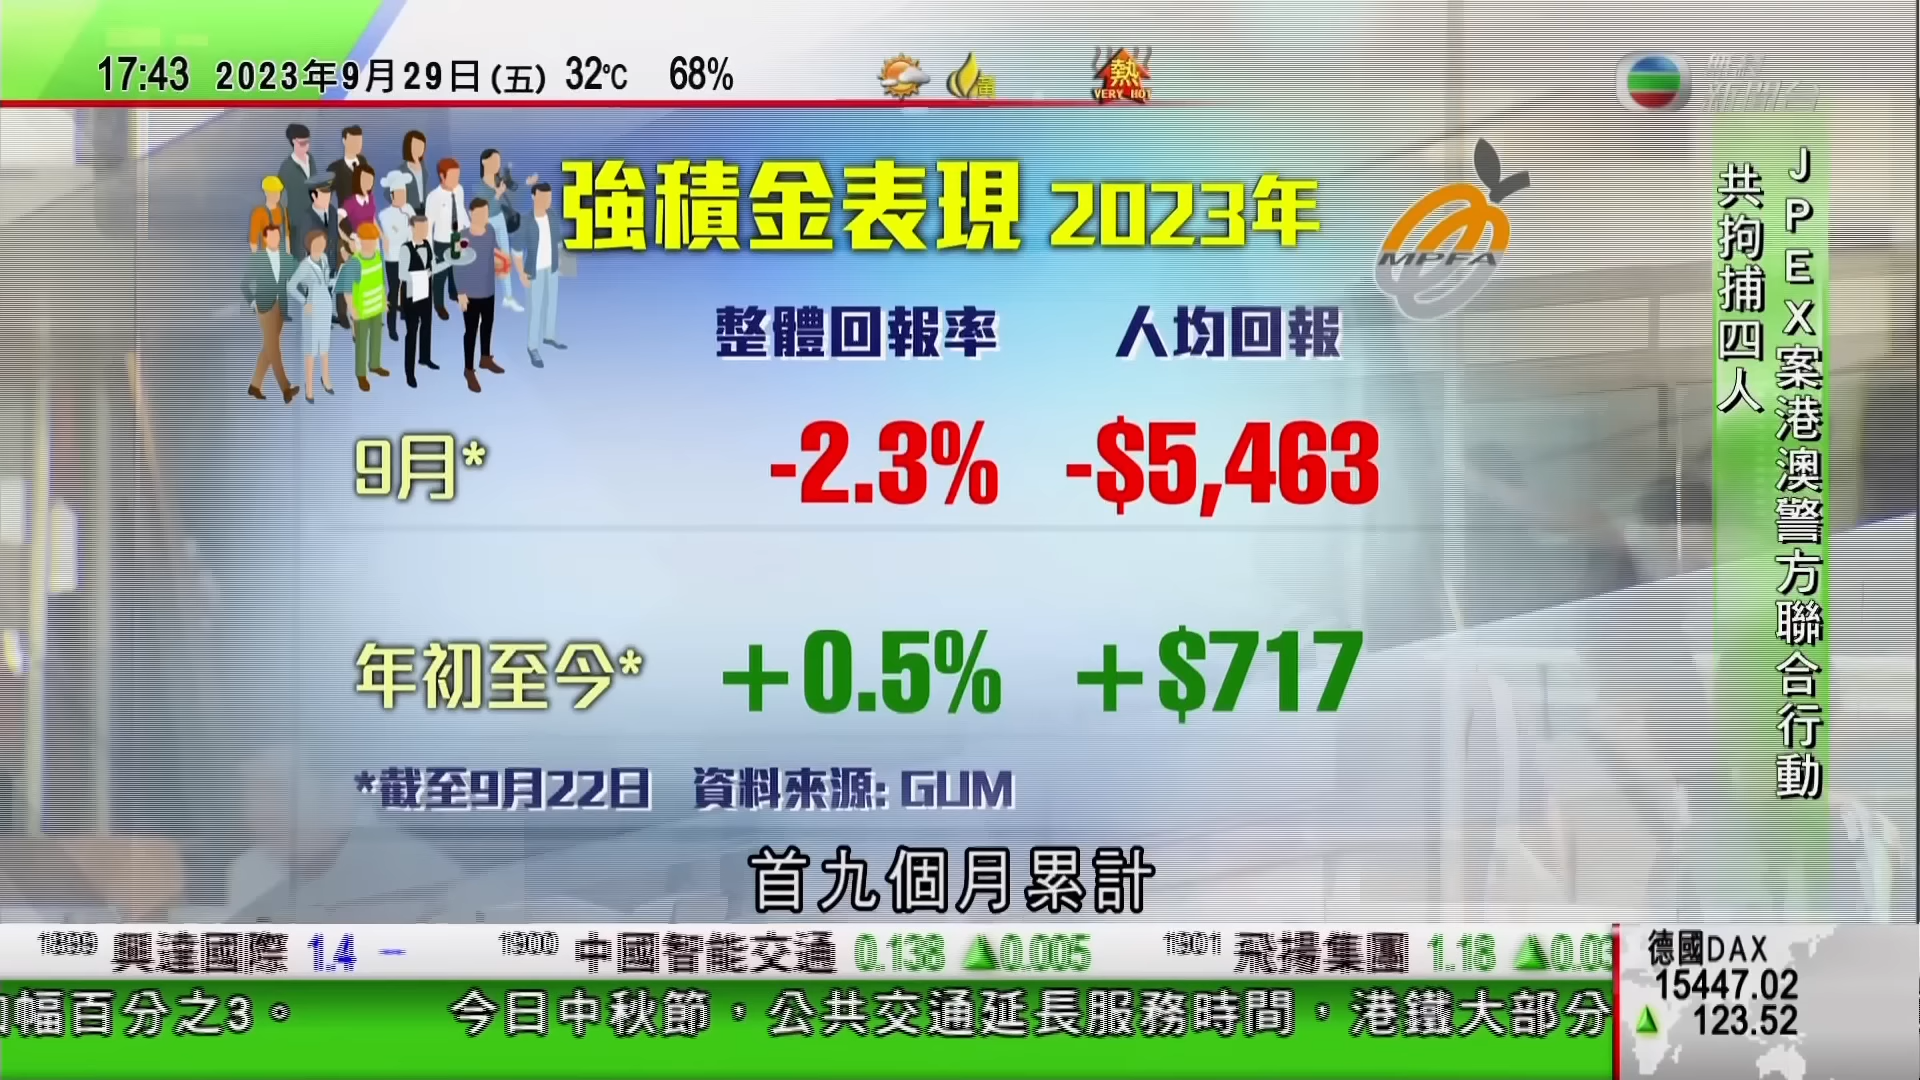 17:43 2023年9月29日(五) 32℃ 68%
黃
熱
VERY HOT
無綫
新聞台
強積金表現 2023年
MPFA
整體回報率 人均回報
9月* -2.3% -$5,463
年初至今* +0.5% +$717
*截至9月22日 資料來源: GUM
首九個月累計
JPEX案港澳警方聯合行動
共拘捕四人
1899 興達國際 1.4 – 1900 中國智能交通 0.138 ▲0.005 1901 飛揚集團 1.18 ▲0.03
幅百分之3。 今日中秋節，公共交通延長服務時間，港鐵大部分
德國DAX
15447.02
▲ 123.52